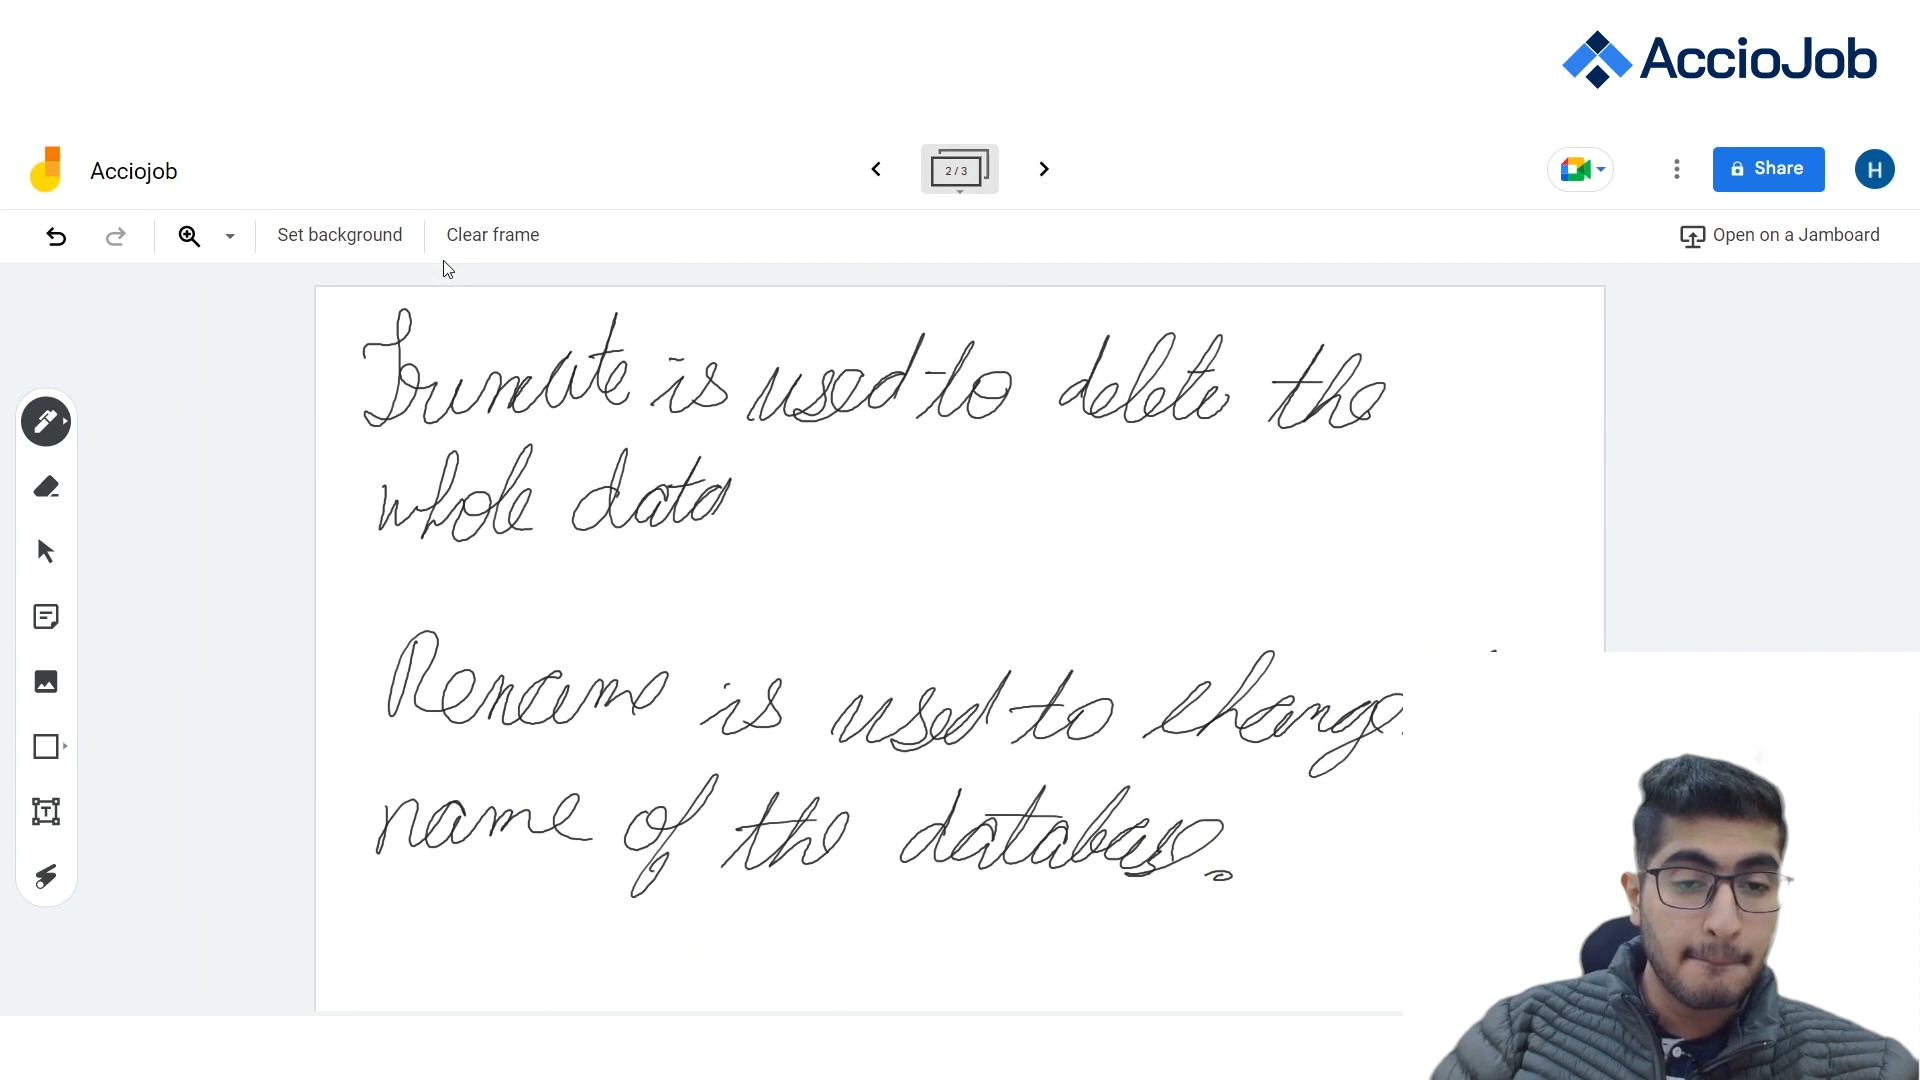 AccioJob
Acciojob
2 / 3
Share
H
Set background
Clear frame
Open on a Jamboard
Truncate is used to delete the
whole data
Rename is used to change
name of the database.
T